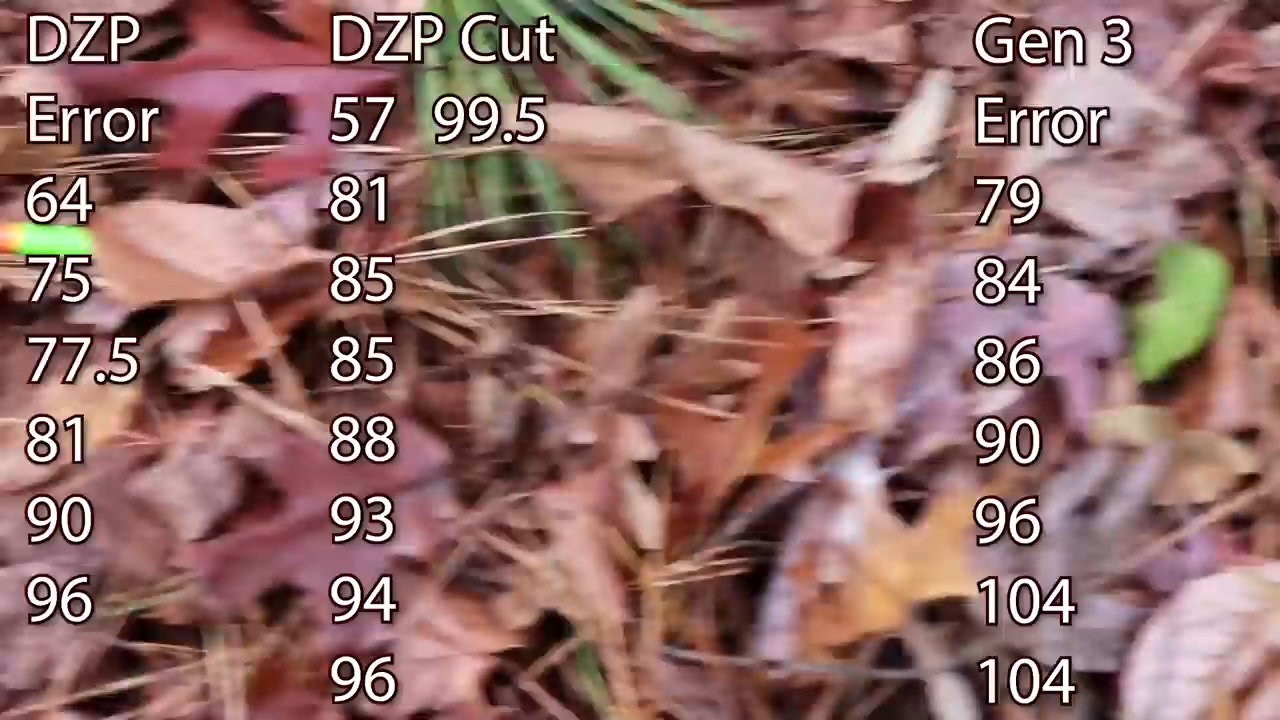 DZP DZP Cut Gen 3
Error 57 99.5 Error
64 81 79
75 85 84
77.5 85 86
81 88 90
90 93 96
96 94 104
96 104